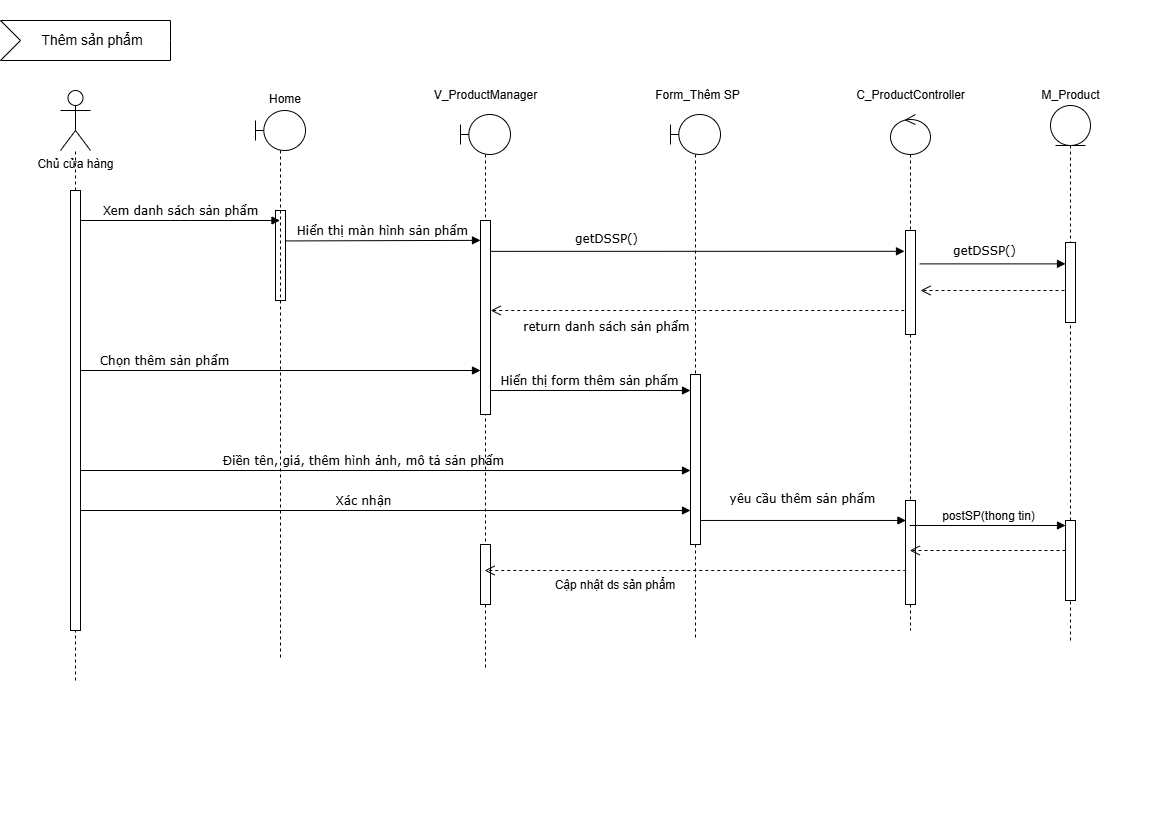 Thêm sản phẩm
Home
V_ProductManager
Form_Thêm SP
C_ProductController
M_Product
Chủ cửa hàng
Xem danh sách sản phẩm
Hiển thị màn hình sản phẩm
getDSSP()
getDSSP()
return danh sách sản phẩm
Chọn thêm sản phẩm
Hiển thị form thêm sản phẩm
Điền tên, giá, thêm hình ảnh, mô tả sản phẩm
Xác nhận
yêu cầu thêm sản phẩm
postSP(thong tin)
Cập nhật ds sản phẩm